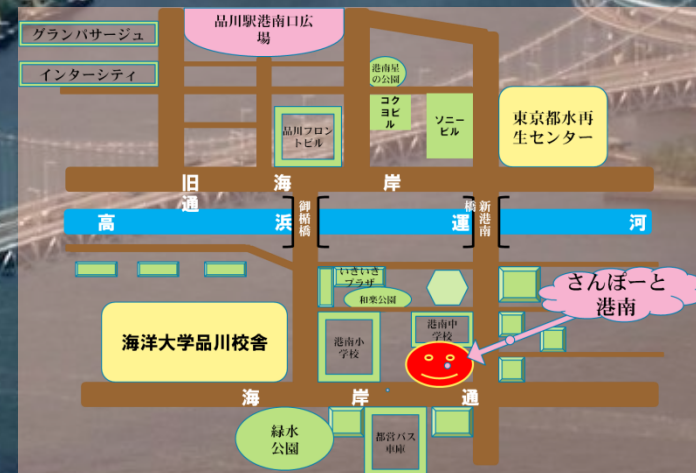 グランパサージュ
インターシティ
品川駅港南口広
場
港南星
の公園
コク
ヨビ
ル
ソニー
ビル
品川フロン
トビル
東京都水再
生センター
旧海岸
通
御楯橋
新港南
橋
高浜運河
いきいき
プラザ
和楽公園
さんぽーと
港南
海洋大学品川校舎
港南小
学校
港南中
学校
海岸通
緑水
公園
都営バス
車庫